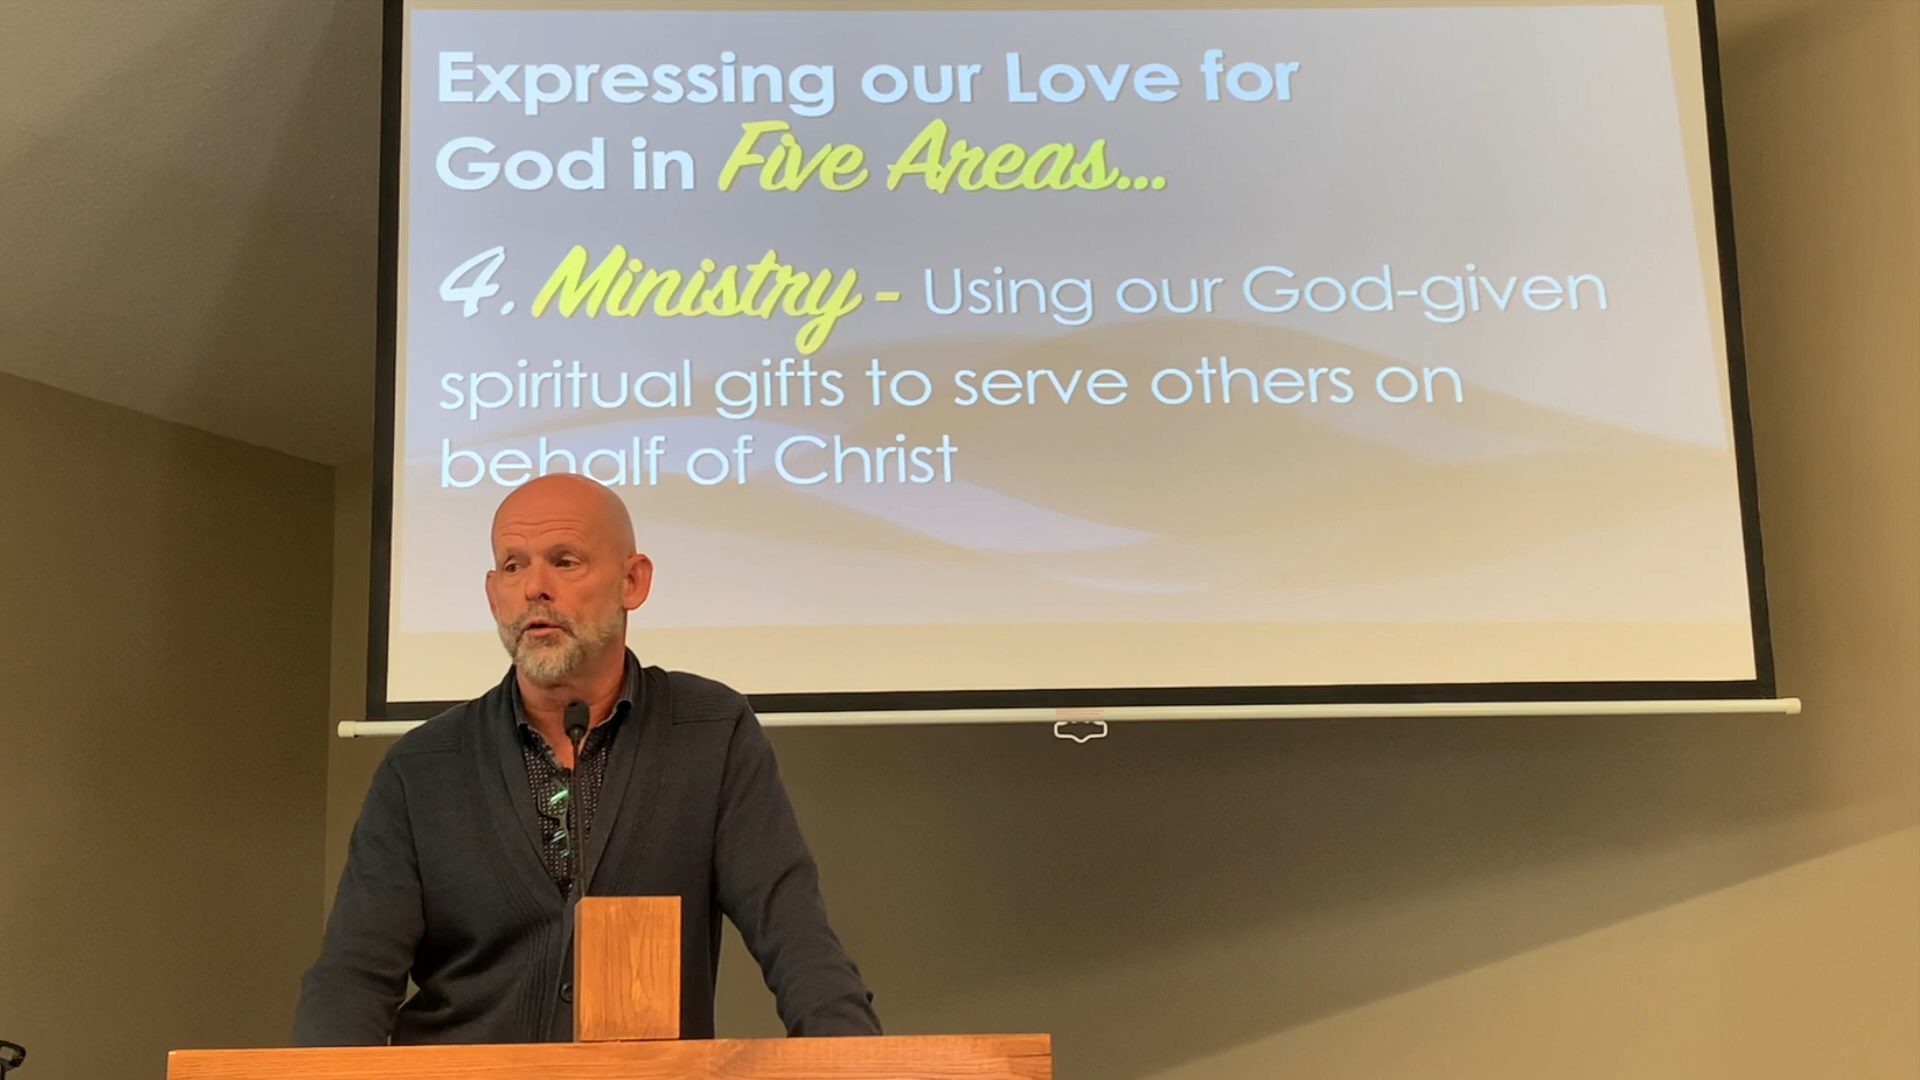 Expressing our Love for
God in Five Areas...
4. Ministry - Using our God-given
spiritual gifts to serve others on
behalf of Christ